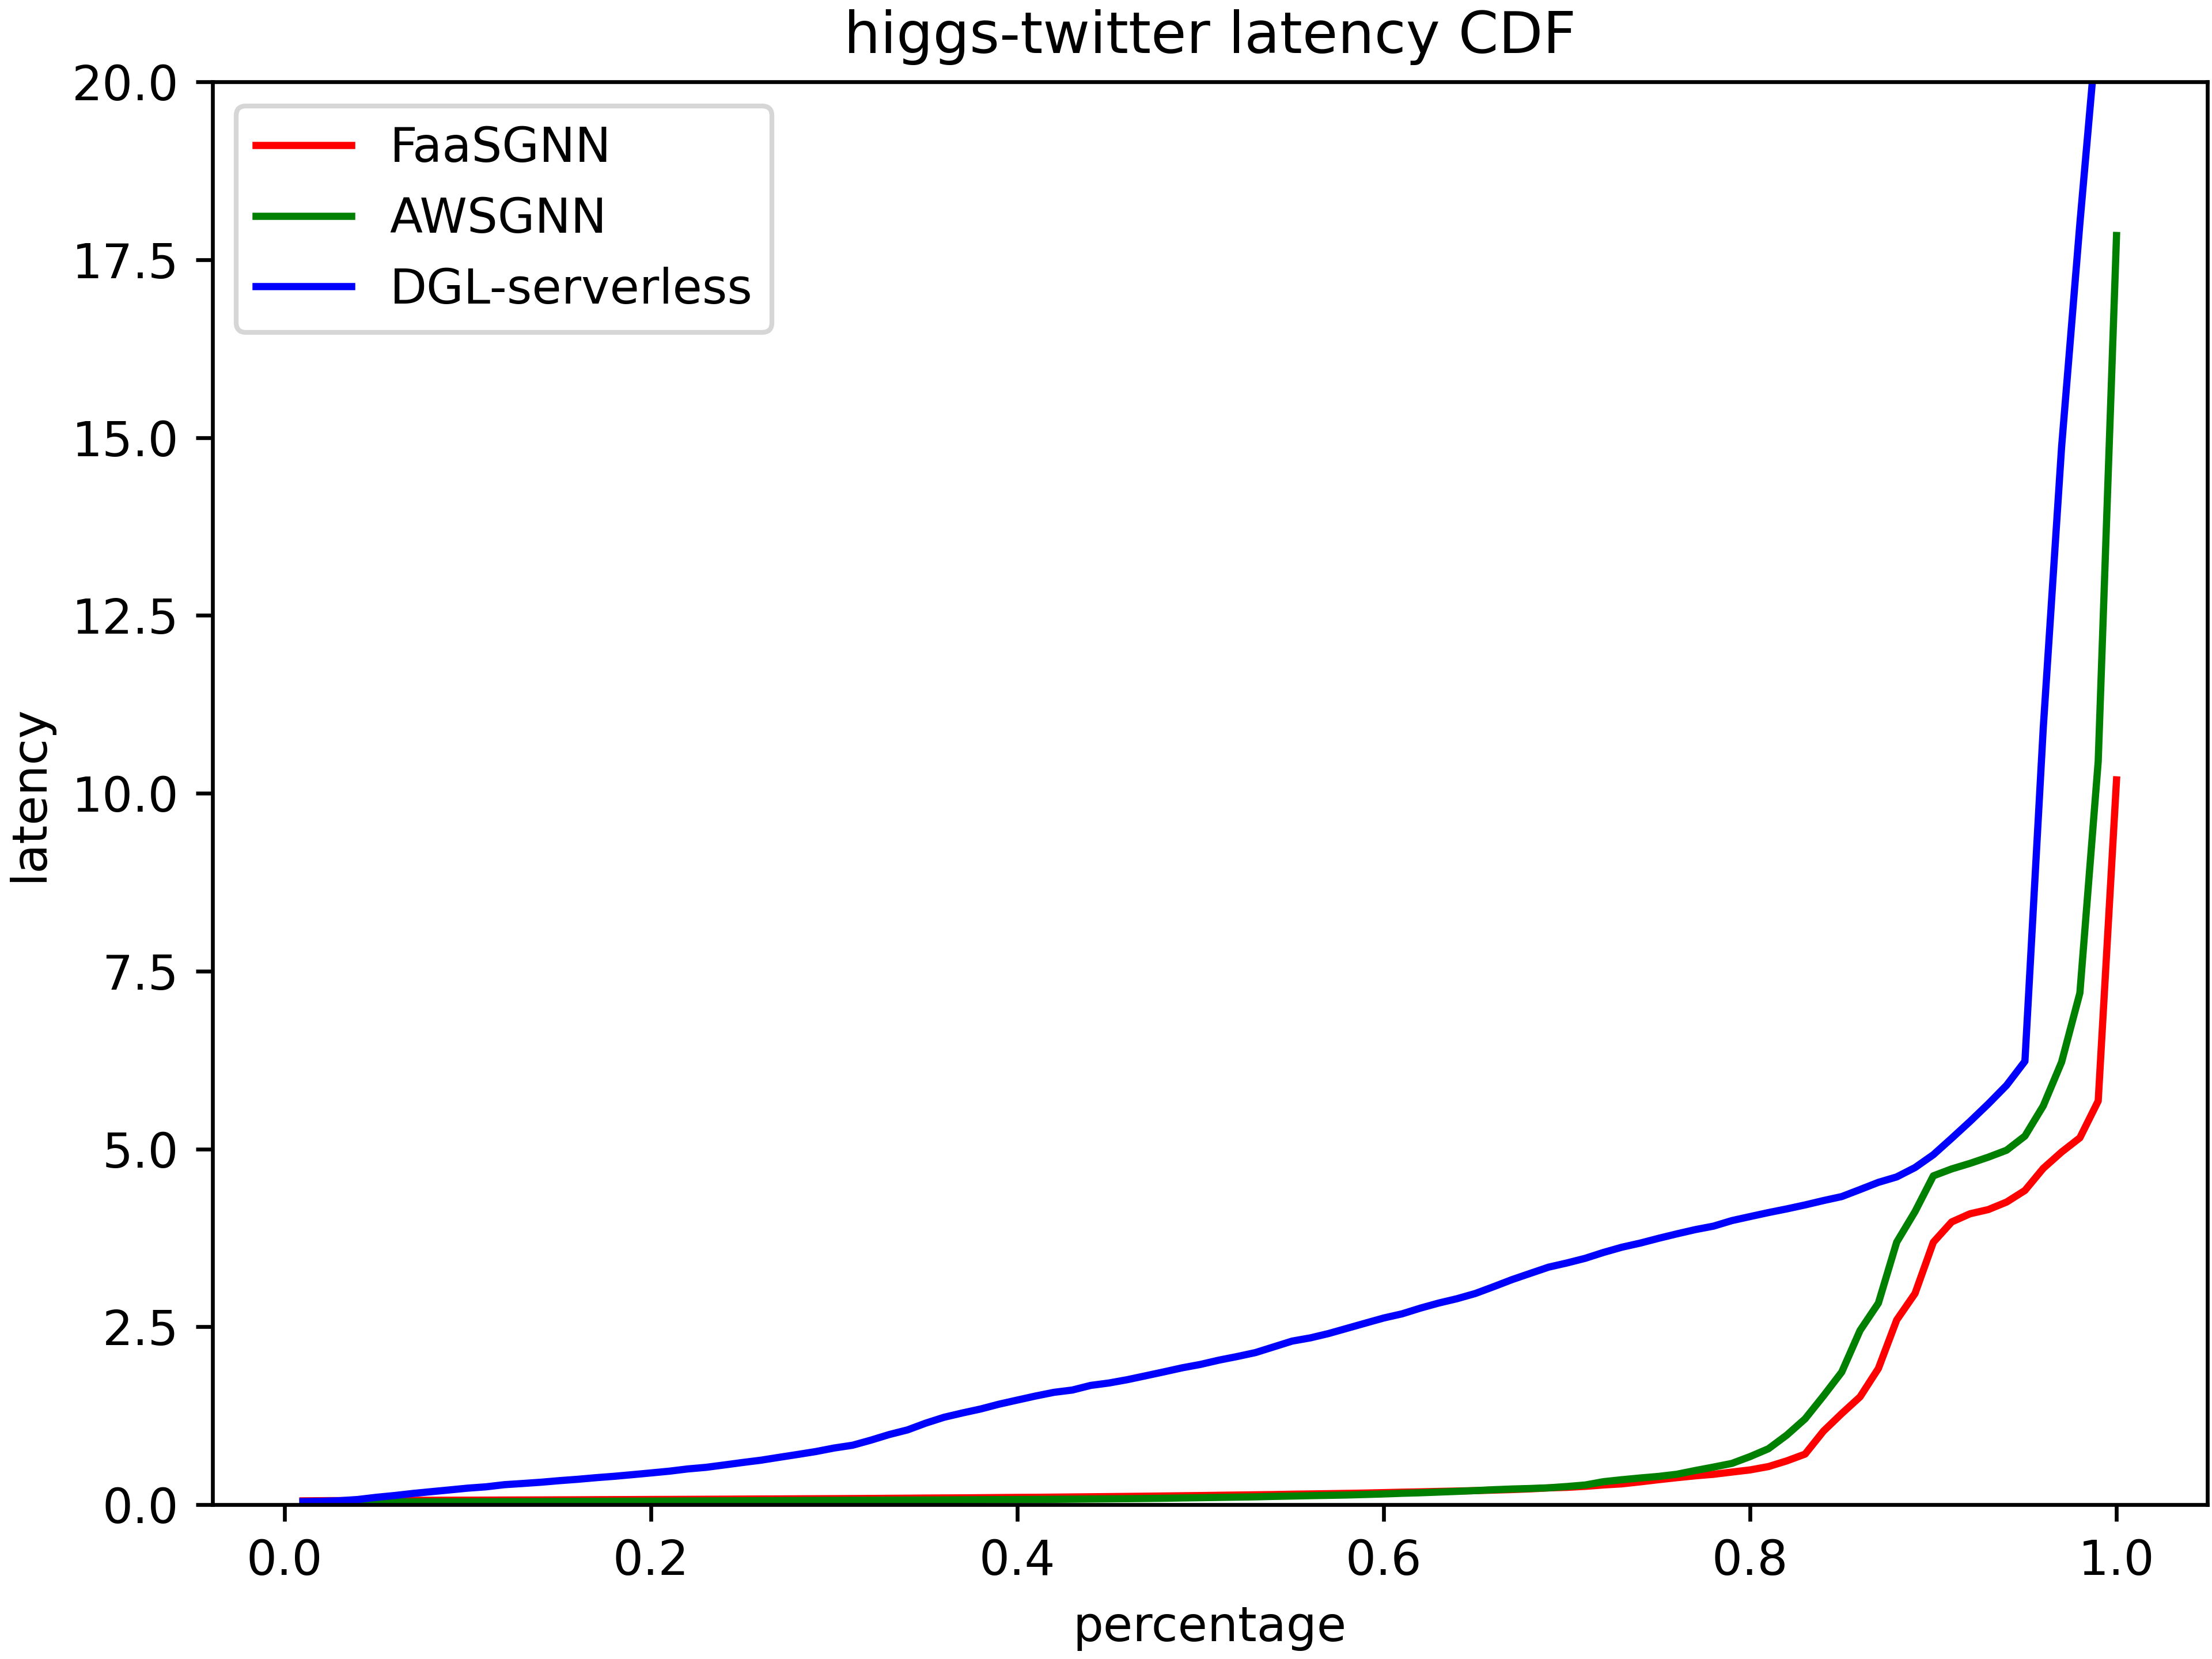 higgs-twitter latency CDF
20.0
17.5
15.0
12.5
10.0
7.5
5.0
2.5
0.0
latency
FaaSGNN
AWSGNN
DGL-serverless
0.0 0.2 0.4 0.6 0.8 1.0
percentage